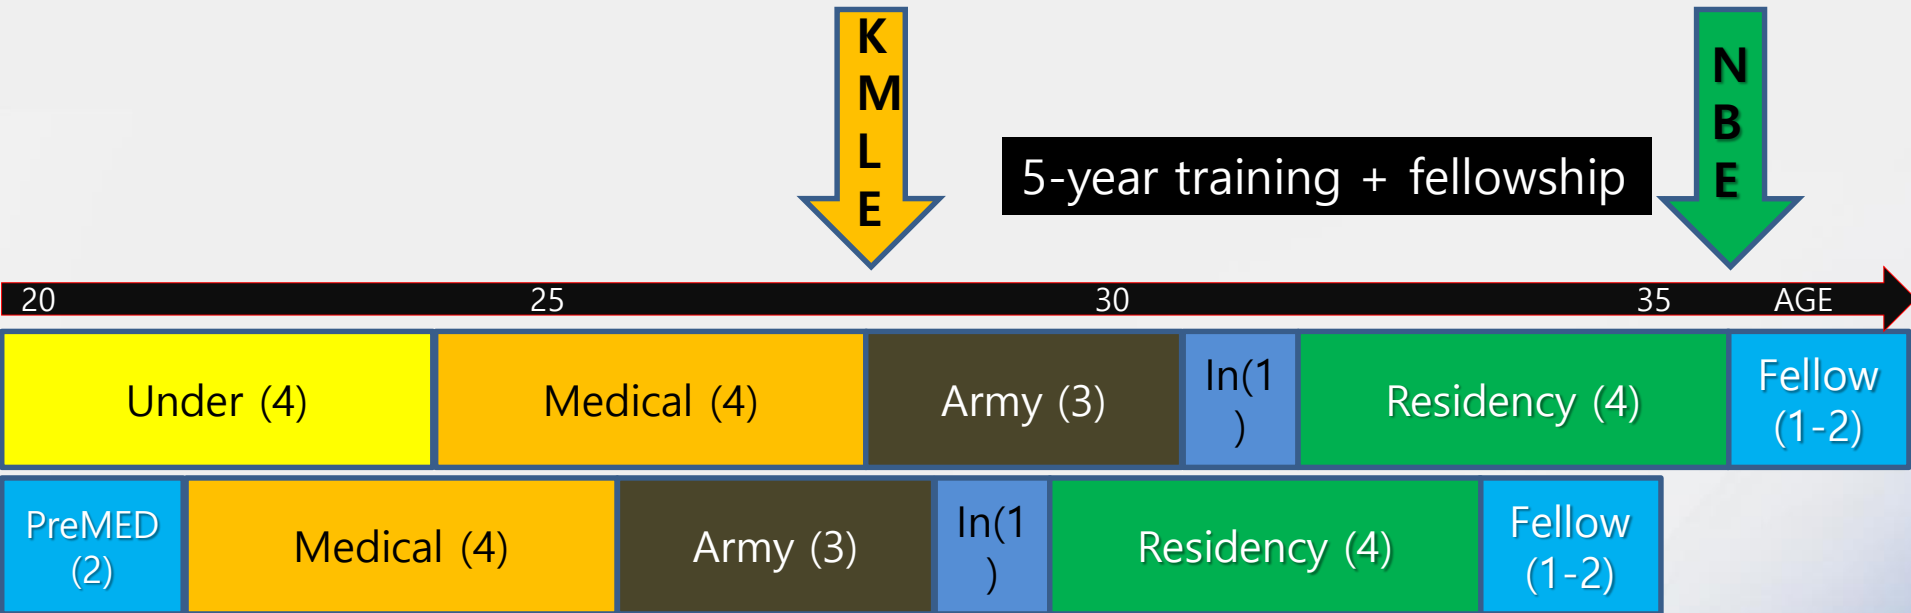 K
M
L
E
N
B
E
5-year training + fellowship
20 25 30 35 AGE
Under (4)
Medical (4)
Army (3)
In(1
)
Residency (4)
Fellow
(1-2)
PreMED
(2)
Medical (4)
Army (3)
In(1
)
Residency (4)
Fellow
(1-2)